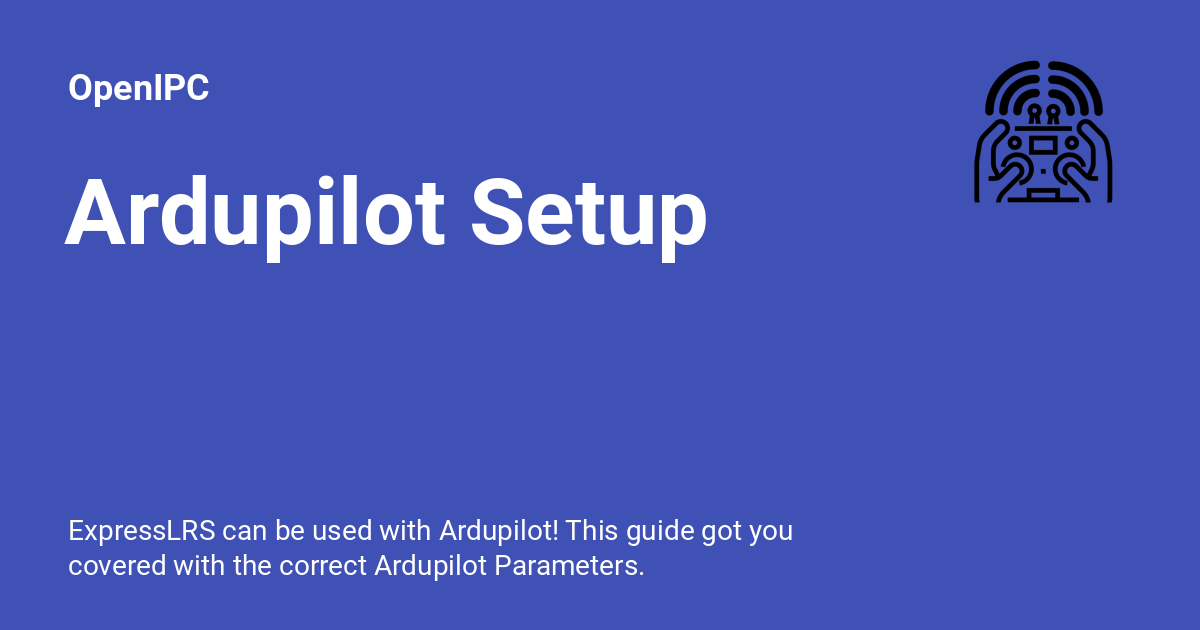 OpenIPC
Ardupilot Setup
ExpressLRS can be used with Ardupilot! This guide got you
covered with the correct Ardupilot Parameters.